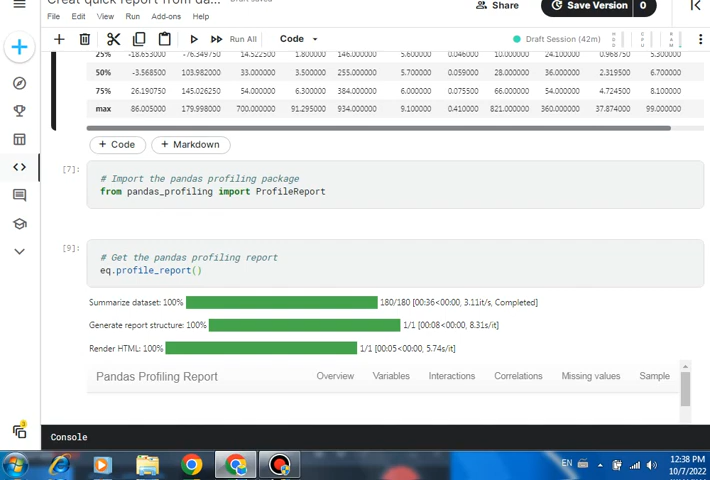 Creat quick report from da...
Draft saved
Share
Save Version
0
File Edit View Run Add-ons Help
Run All
Code
Draft Session (42m)
25% -18.653000 -76.349750 14.522500 1.800000 146.000000 5.600000 0.046000 10.000000 24.100000 0.968750 5.300000
50% -3.568500 103.982000 33.000000 3.500000 255.000000 5.700000 0.059000 28.000000 36.000000 2.319500 6.700000
75% 26.190750 145.026250 54.000000 6.300000 384.000000 6.000000 0.075500 66.000000 54.000000 4.724500 8.100000
max 86.005000 179.998000 700.000000 91.295000 934.000000 9.100000 0.410000 821.000000 360.000000 37.874000 99.000000
+ Code
+ Markdown
[7]:
# Import the pandas profiling package
from pandas_profiling import ProfileReport
[9]:
# Get the pandas profiling report
eq.profile_report()
Summarize dataset: 100% 180/180 [00:36<00:00, 3.11it/s, Completed]
Generate report structure: 100% 1/1 [00:08<00:00, 8.31s/it]
Render HTML: 100% 1/1 [00:05<00:00, 5.74s/it]
Pandas Profiling Report
Overview Variables Interactions Correlations Missing values Sample
Console
EN
12:38 PM
10/7/2022